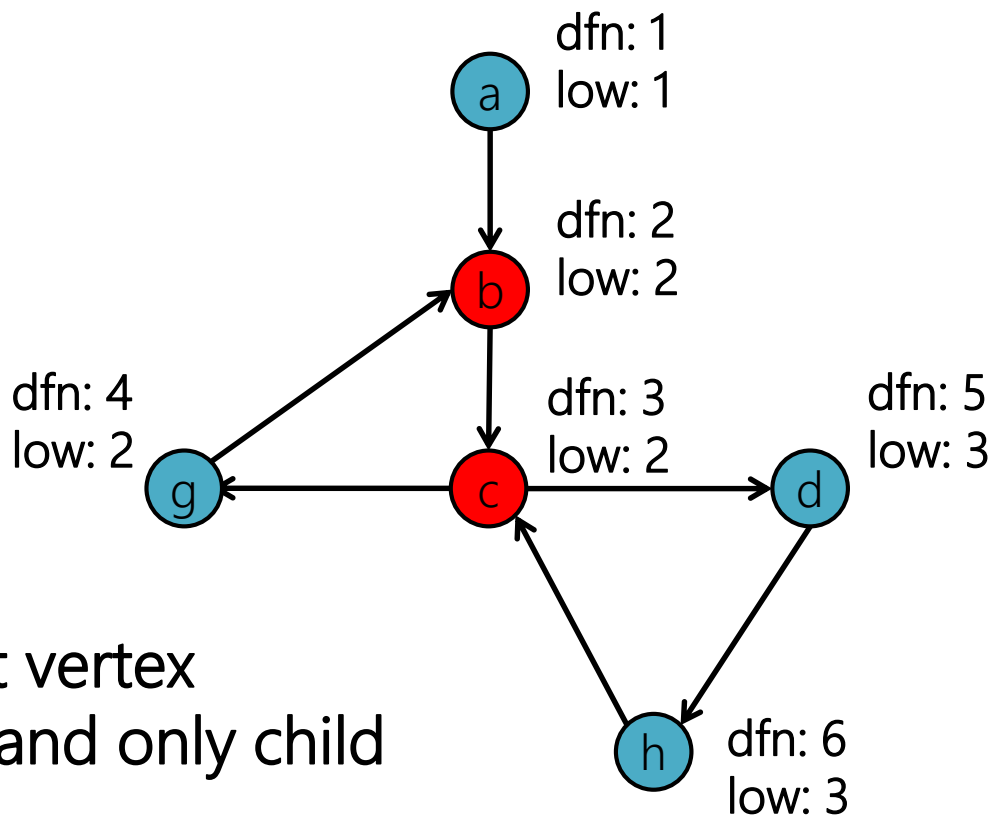 dfn: 1
low: 1
a
dfn: 2
low: 2
b
dfn: 4
low: 2
dfn: 3
low: 2
dfn: 5
low: 3
g
c
d
vertex
and only child
h
dfn: 6
low: 3